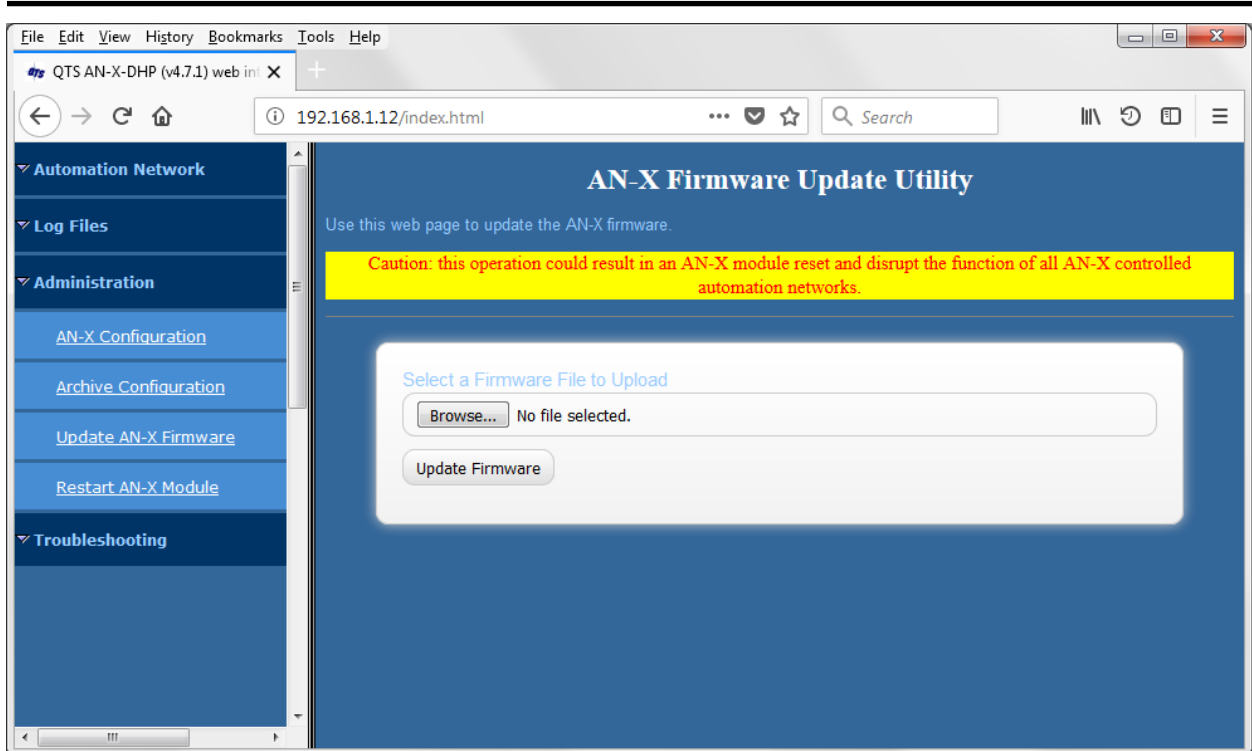 File Edit View History Bookmarks Tools Help
QTS AN-X-DHP (v4.7.1) web int
192.168.1.12/index.html
Search
Automation Network
Log Files
Administration
AN-X Configuration
Archive Configuration
Update AN-X Firmware
Restart AN-X Module
Troubleshooting
AN-X Firmware Update Utility
Use this web page to update the AN-X firmware.
Caution: this operation could result in an AN-X module reset and disrupt the function of all AN-X controlled
automation networks.
Select a Firmware File to Upload
Browse... No file selected.
Update Firmware